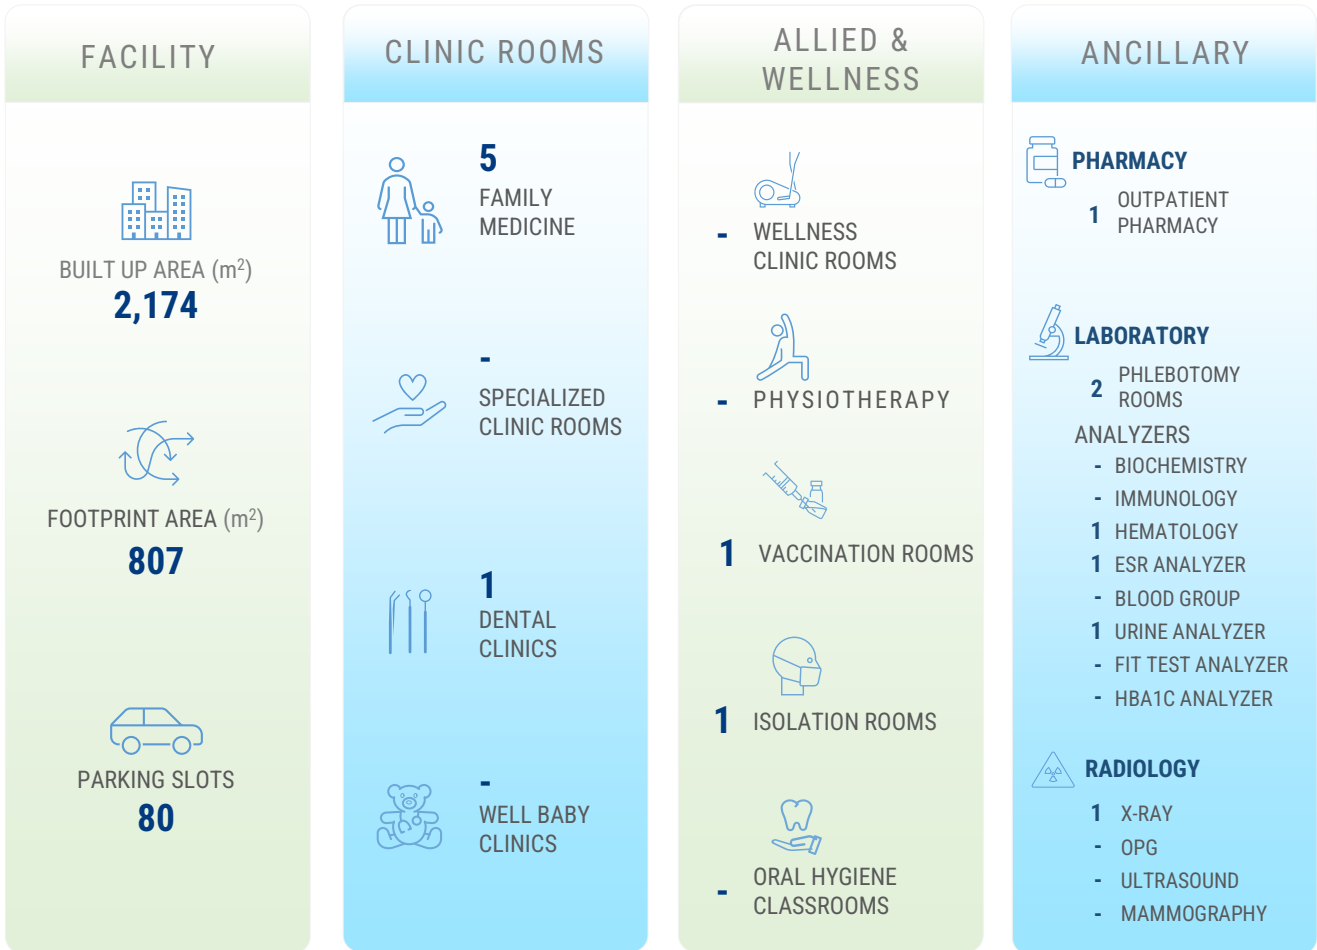 FACILITY
BUILT UP AREA (m²)
2,174
FOOTPRINT AREA (m²)
807
PARKING SLOTS
80
CLINIC ROOMS
5
FAMILY
MEDICINE
-
SPECIALIZED
CLINIC ROOMS
1
DENTAL
CLINICS
-
WELL BABY
CLINICS
ALLIED &
WELLNESS
- WELLNESS
CLINIC ROOMS
- PHYSIOTHERAPY
1 VACCINATION ROOMS
1 ISOLATION ROOMS
- ORAL HYGIENE
CLASSROOMS
ANCILLARY
PHARMACY
1 OUTPATIENT
PHARMACY
LABORATORY
2 PHLEBOTOMY
ROOMS
ANALYZERS
- BIOCHEMISTRY
- IMMUNOLOGY
1 HEMATOLOGY
1 ESR ANALYZER
- BLOOD GROUP
1 URINE ANALYZER
- FIT TEST ANALYZER
- HBA1C ANALYZER
RADIOLOGY
1 X-RAY
- OPG
- ULTRASOUND
- MAMMOGRAPHY